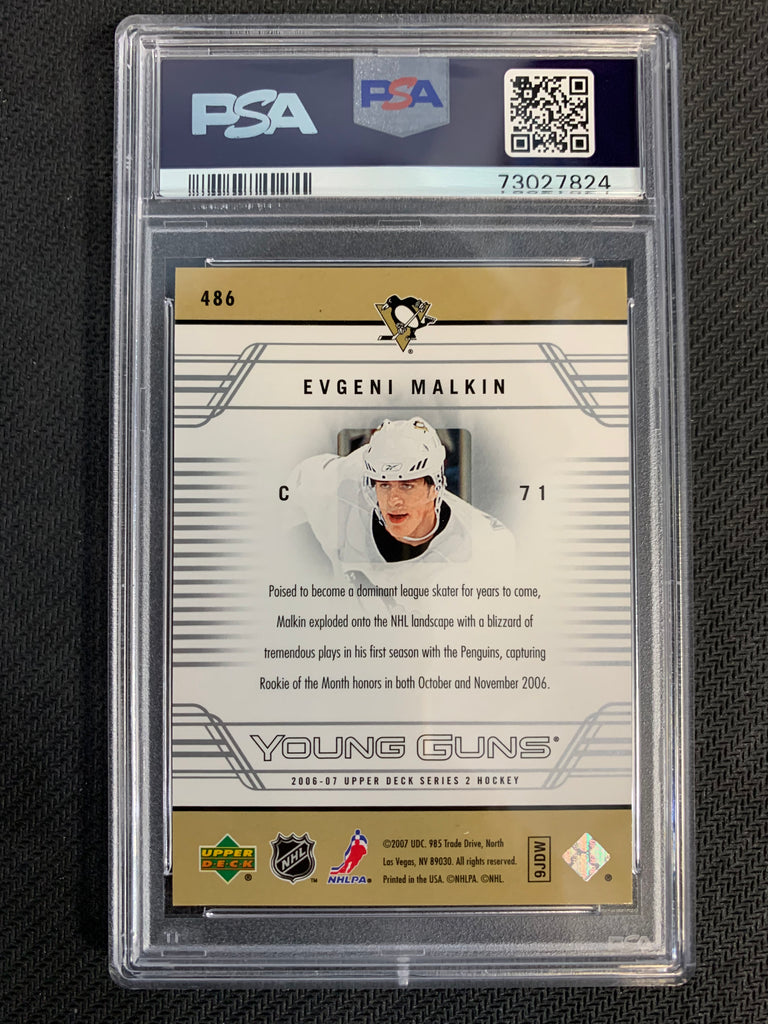 PSA
PSA
73027824
486
EVGENI MALKIN
C
71
Poised to become a dominant league skater for years to come,
Malkin exploded onto the NHL landscape with a blizzard of
tremendous plays in his first season with the Penguins, capturing
Rookie of the Month honors in both October and November 2006.
YOUNG GUNS®
2006-07 UPPER DECK SERIES 2 HOCKEY
UPPER
DECK
®
NHL
™
NHLPA®
©2007 UDC. 985 Trade Drive, North
Las Vegas, NV 89030. All rights reserved.
Printed in the USA. ©NHLPA. ©NHL.
9JDW
®
PSA